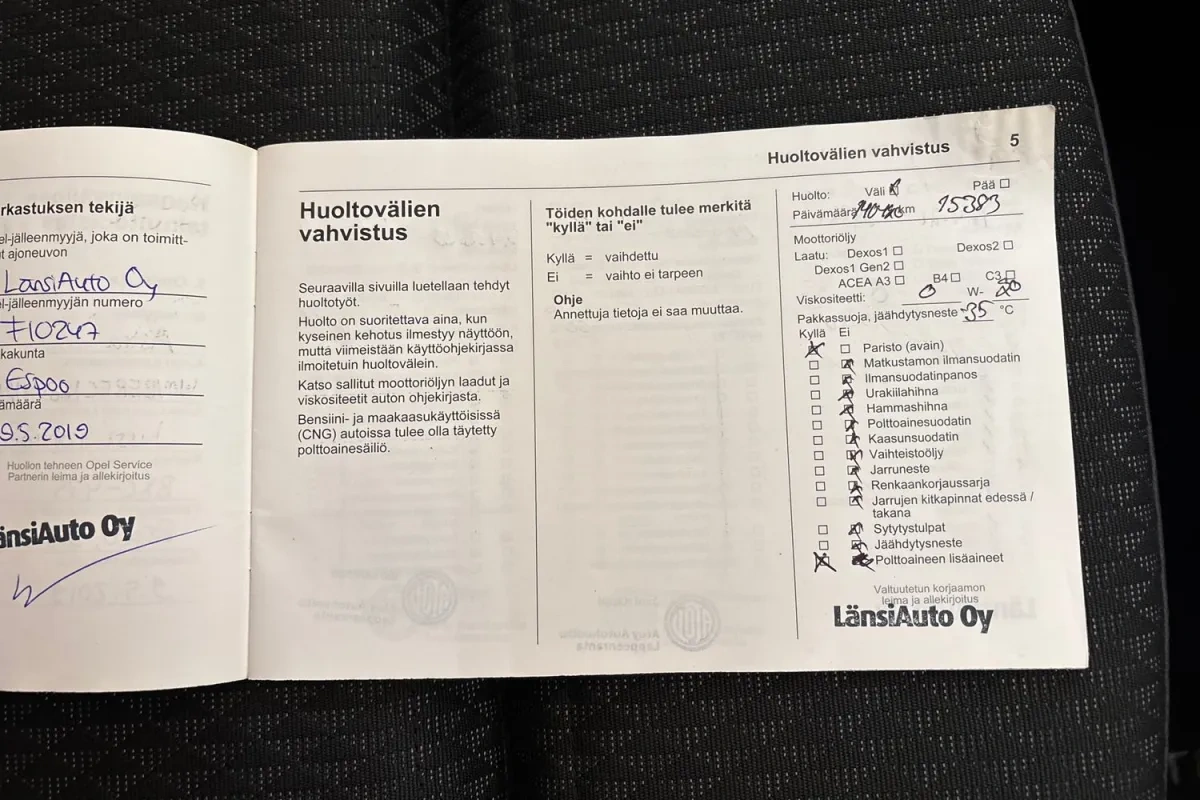 rkastuksen tekijä
el-jälleenmyyjä, joka on toimitt-
ut ajoneuvon
LänsiAuto Oy
el-jälleenmyyjän numero
710247
kakunta
Espoo
ämäärä
9.5.2019
Huollon tehneen Opel Service
Partnerin leima ja allekirjoitus
änsiAuto Oy
Huoltovälien vahvistus 5
Huoltovälien
vahvistus
Seuraavilla sivuilla luetellaan tehdyt
huoltotyöt.
Huolto on suoritettava aina, kun
kyseinen kehotus ilmestyy näyttöön,
mutta viimeistään käyttöohjekirjassa
ilmoitetuin huoltovälein.
Katso sallitut moottoriöljyn laadut ja
viskositeetit auton ohjekirjasta.
Bensiini- ja maakaasukäyttöisissä
(CNG) autoissa tulee olla täytetty
polttoainesäiliö.
Töiden kohdalle tulee merkitä
"kyllä" tai "ei"
Kyllä = vaihdettu
Ei = vaihto ei tarpeen
Ohje
Annettuja tietoja ei saa muuttaa.
Huolto: Väli Pää
Päivämäärä km 15383
Moottoriöljy
Laatu: Dexos1 Dexos2
Dexos1 Gen2
ACEA A3 B4 C3
Viskositeetti: 0 W- 20
Pakkassuoja, jäähdytysneste -35 °C
Kyllä Ei
Paristo (avain)
Matkustamon ilmansuodatin
Ilmansuodatinpanos
Urakiilahihna
Hammashihna
Polttoainesuodatin
Kaasunsuodatin
Vaihteistoöljy
Jarruneste
Renkaankorjaussarja
Jarrujen kitkapinnat edessä /
takana
Sytytystulpat
Jäähdytysneste
Polttoaineen lisäaineet
Valtuutetun korjaamon
leima ja allekirjoitus
LänsiAuto Oy